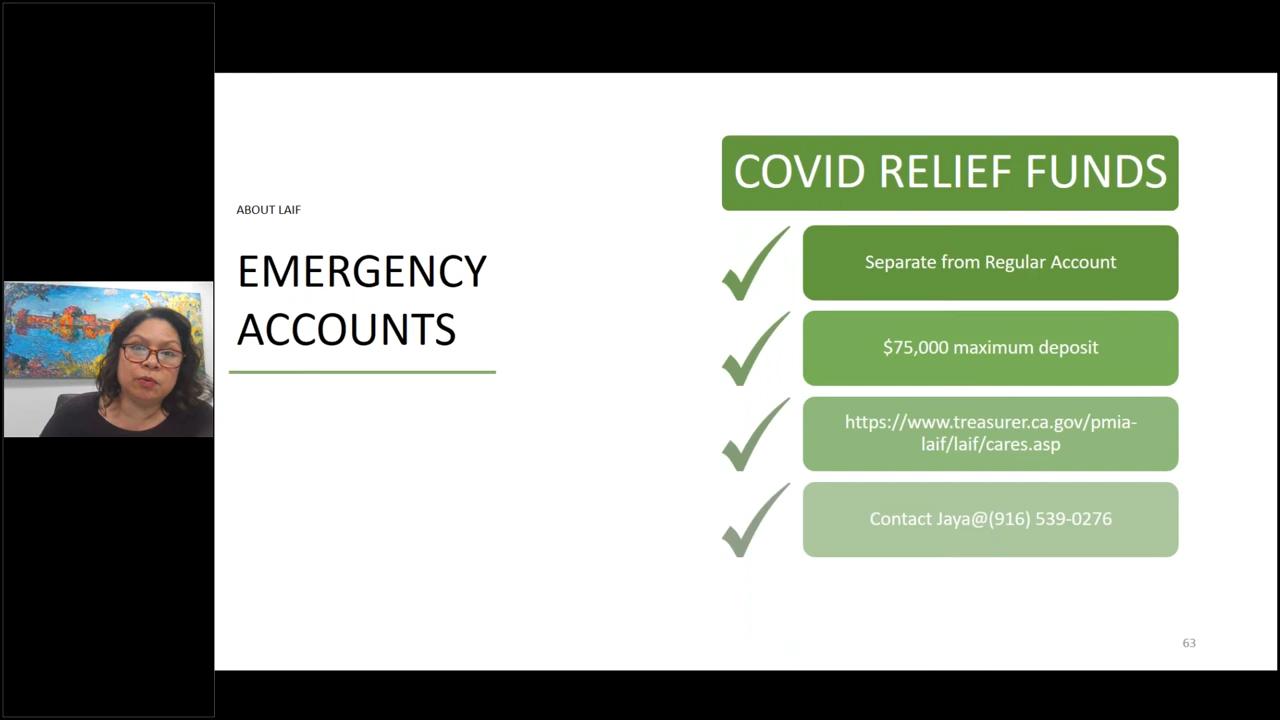 ABOUT LAIF
EMERGENCY
ACCOUNTS
COVID RELIEF FUNDS
Separate from Regular Account
$75,000 maximum deposit
https://www.treasurer.ca.gov/pmia-
laif/laif/cares.asp
Contact Jaya@(916) 539-0276
63